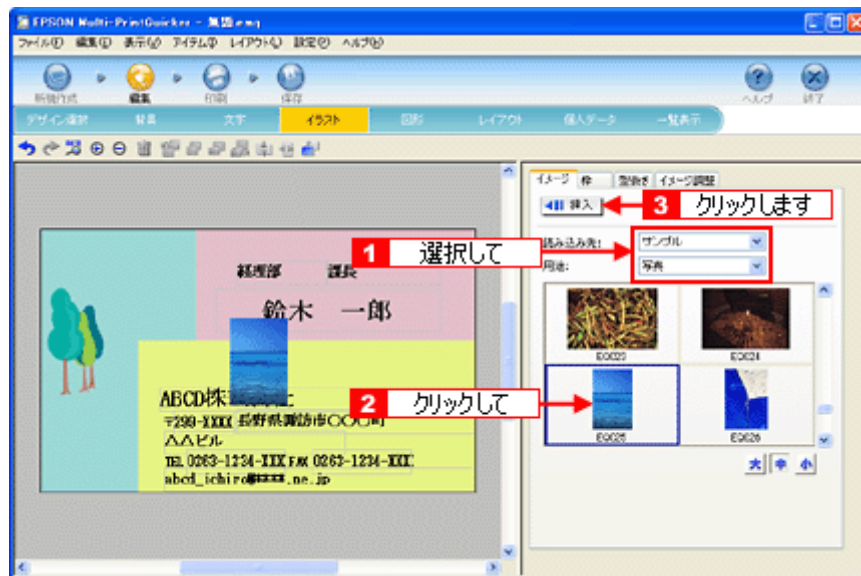 EPSON Multi-PrintQuicker - 無題.emq
ファイル(F) 編集(E) 表示(V) アイテム(I) レイアウト(L) 設定(O) ヘルプ(H)
新規作成 編集 印刷 保存 ヘルプ 終了
デザイン選択 背景 文字 イラスト 図形 レイアウト 個人データ 一覧表示
イメージ 枠 型抜き イメージ調整
挿入
3 クリックします
読み込み先: サンプル
1 選択して
用途: 写真
経理部 課長
鈴木 一郎
EQ023 EQ024
ABCD株
2 クリックして
〒299-XXXX 長野県諏訪市〇〇〇町
△△ビル
TEL 0263-1234-XXX FAX 0263-1234-XXX
abcd_ichiro@****.ne.jp
EQ025 EQ026
大 中 小